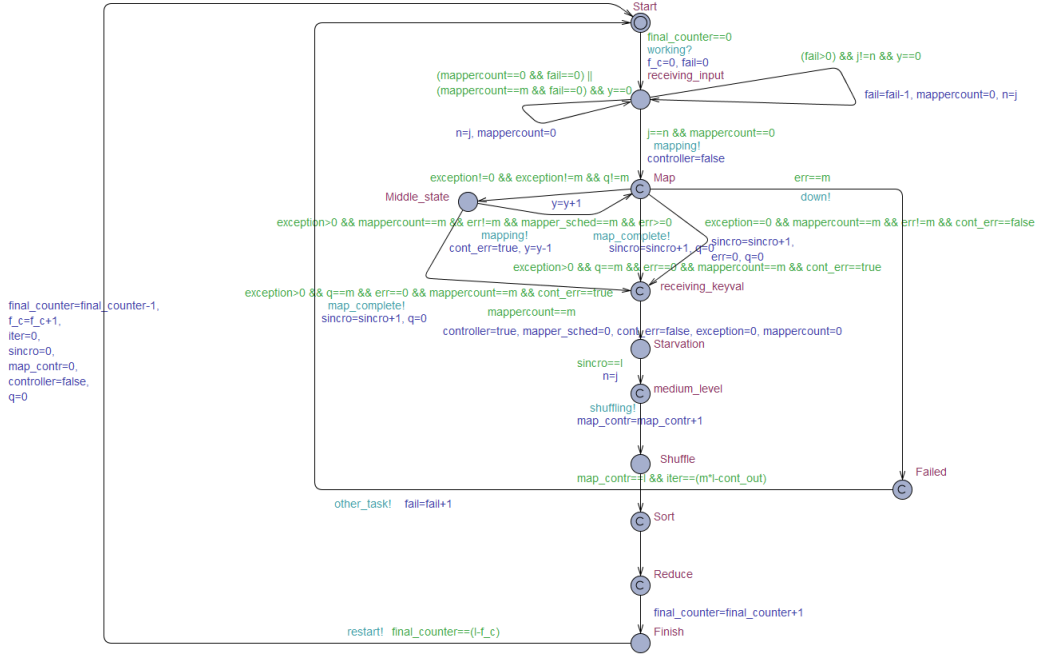 Start
final_counter==0
working?
f_c=0, fail=0
receiving_input
(fail>0) && j!=n && y==0
fail=fail-1, mappercount=0, n=j
(mappercount==0 && fail==0) ||
(mappercount==m && fail==0) && y==0
n=j, mappercount=0
j==n && mappercount==0
mapping!
controller=false
exception!=0 && exception!=m && q!=m
C
Map
err==m
down!
Middle_state
y=y+1
exception>0 && mappercount==m && err!=m && mapper_sched==m && err>=0
mapping!
cont_err=true, y=y-1
exception==0 && mappercount==m && err!=m && cont_err==false
map_complete!
sincro=sincro+1, q=0
sincro=sincro+1,
err=0, q=0
exception>0 && q==m && err==0 && mappercount==m && cont_err==true
exception>0 && q==m && err==0 && mappercount==m && cont_err==true
map_complete!
sincro=sincro+1, q=0
C
receiving_keyval
mappercount==m
controller=true, mapper_sched=0, cont_err=false, exception=0, mappercount=0
final_counter=final_counter-1,
f_c=f_c+1,
iter=0,
sincro=0,
map_contr=0,
controller=false,
q=0
Starvation
sincro==l
n=j
C
medium_level
shuffling!
map_contr=map_contr+1
Shuffle
map_contr==l && iter==(m*l-cont_out)
Failed
C
other_task!
fail=fail+1
C
Sort
C
Reduce
final_counter=final_counter+1
restart!
final_counter==(l-f_c)
Finish